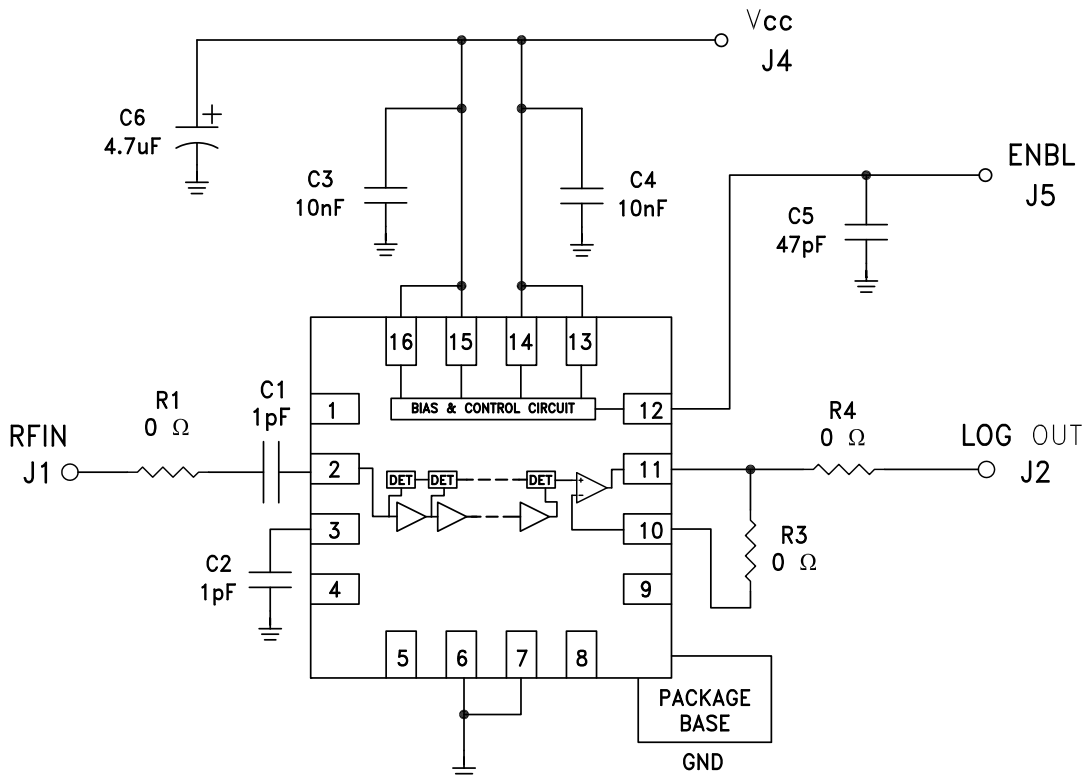 Vcc
J4
C6
4.7uF
+
C3
10nF
C4
10nF
ENBL
J5
C5
47pF
16
15
14
13
BIAS & CONTROL CIRCUIT
1
12
R1
0 Ω
C1
1pF
RFIN
J1
2
DET
DET
DET
+
-
11
R4
0 Ω
LOG OUT
J2
3
10
R3
0 Ω
C2
1pF
4
9
5
6
7
8
PACKAGE
BASE
GND